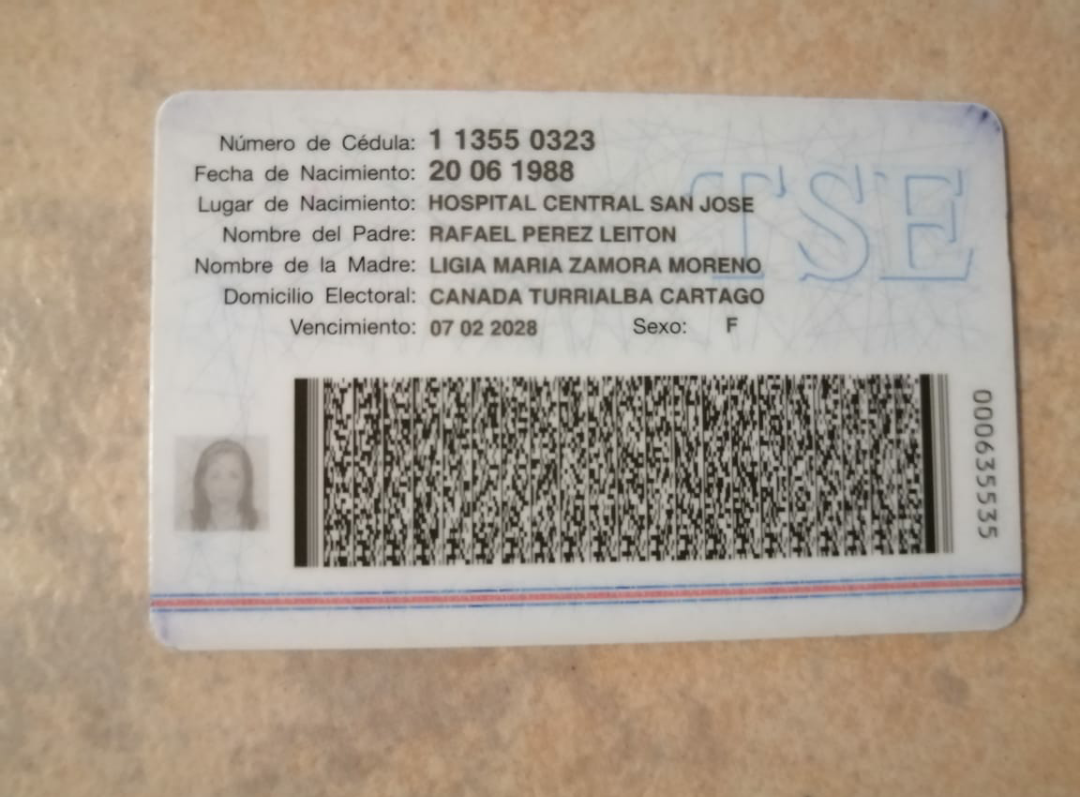 Número de Cédula: 1 1355 0323
Fecha de Nacimiento: 20 06 1988
Lugar de Nacimiento: HOSPITAL CENTRAL SAN JOSE
Nombre del Padre: RAFAEL PEREZ LEITON
Nombre de la Madre: LIGIA MARIA ZAMORA MORENO
Domicilio Electoral: CANADA TURRIALBA CARTAGO
Vencimiento: 07 02 2028 Sexo: F
TSE
000635535